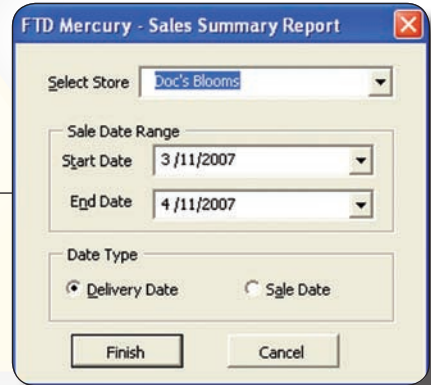 FTD Mercury - Sales Summary Report
Select Store Doc's Blooms
Sale Date Range
Start Date 3 /11/2007
End Date 4 /11/2007
Date Type
Delivery Date Sale Date
Finish Cancel